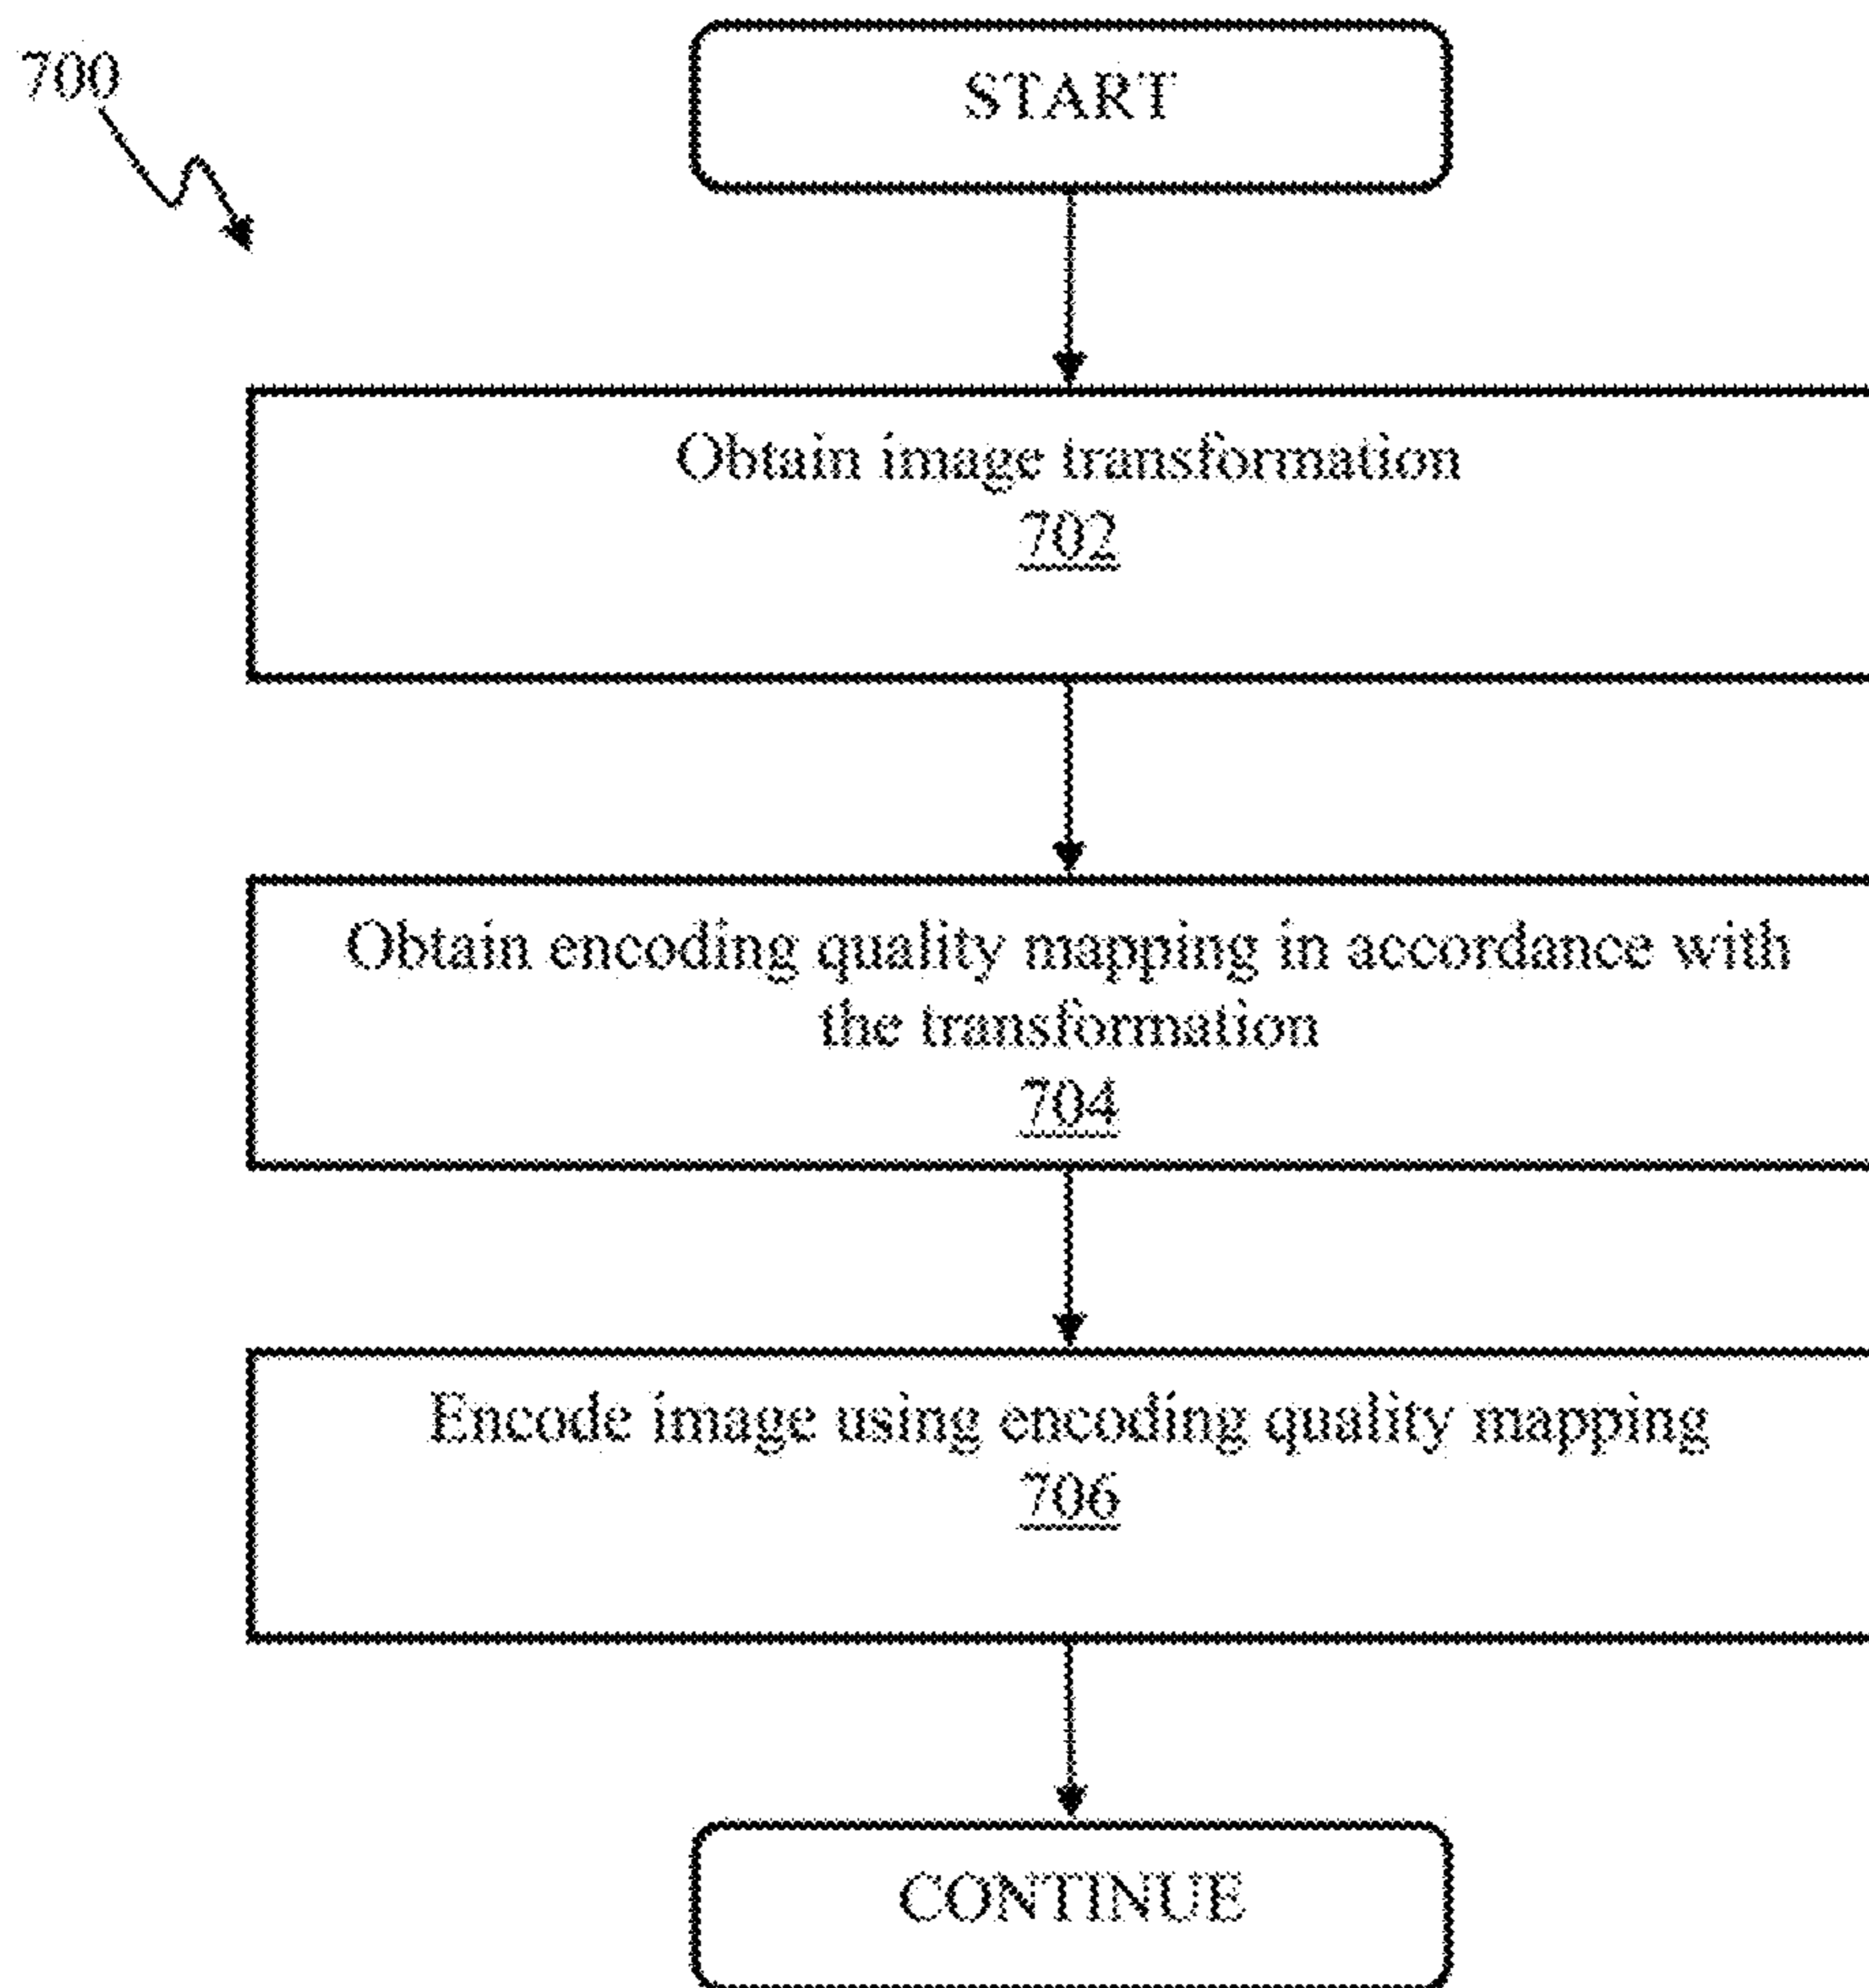 700
START
Obtain image transformation
702
Obtain encoding quality mapping in accordance with
the transformation
704
Encode image using encoding quality mapping
706
CONTINUE